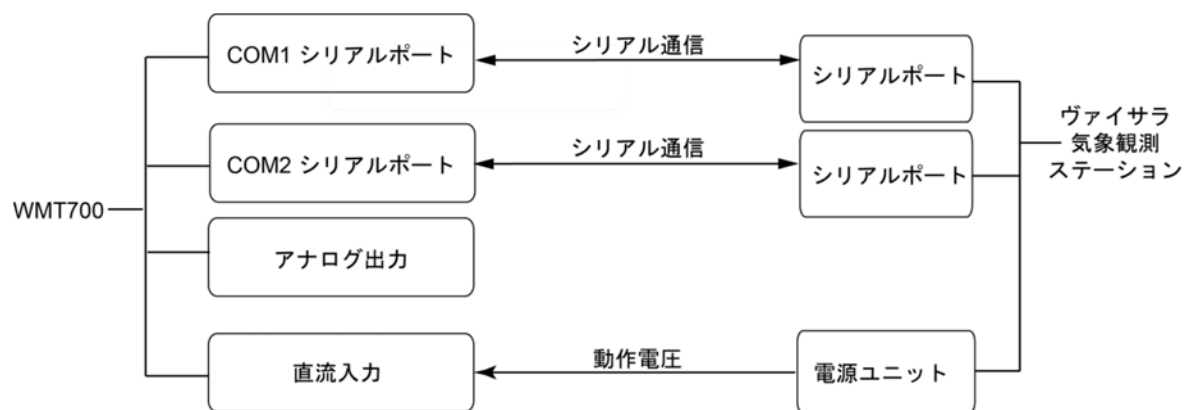 COM1 シリアルポート
シリアル通信
シリアルポート
COM2 シリアルポート
シリアル通信
シリアルポート
ヴァイサラ
気象観測
ステーション
WMT700
アナログ出力
直流入力
動作電圧
電源ユニット